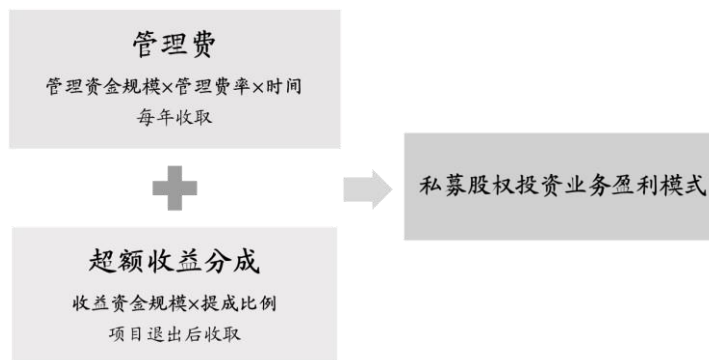 管理费
管理资金规模×管理费率×时间
每年收取
私募股权投资业务盈利模式
超额收益分成
收益资金规模×提成比例
项目退出后收取